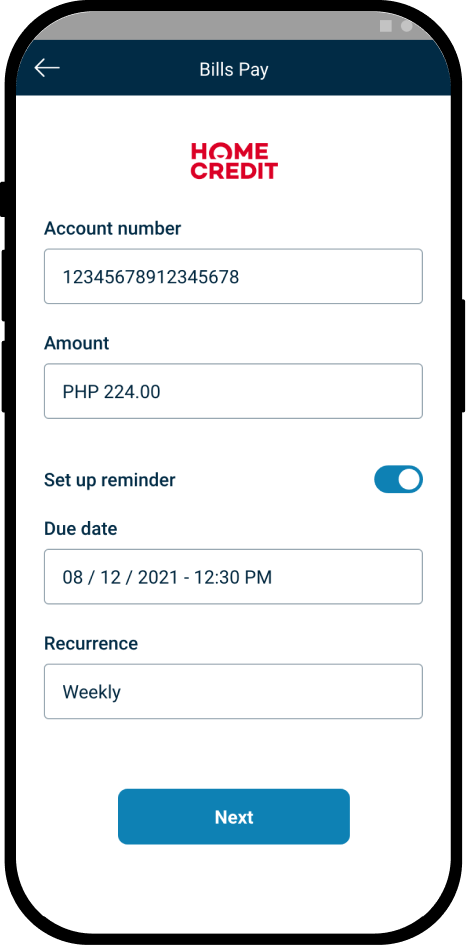 Bills Pay
HOME
CREDIT
Account number
12345678912345678
Amount
PHP 224.00
Set up reminder
Due date
08 / 12 / 2021 - 12:30 PM
Recurrence
Weekly
Next